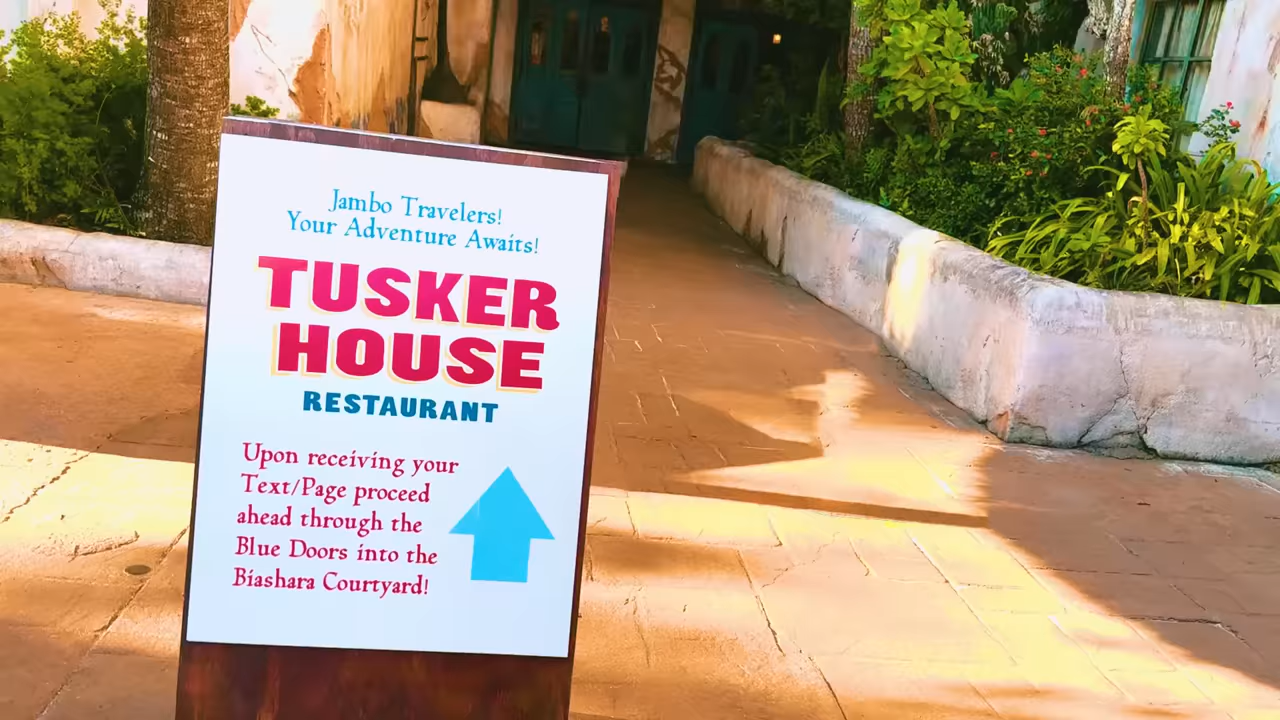 Jambo Travelers!
Your Adventure Awaits!
TUSKER
HOUSE
RESTAURANT
Upon receiving your
Text/Page proceed
ahead through the
Blue Doors into the
Biashara Courtyard!